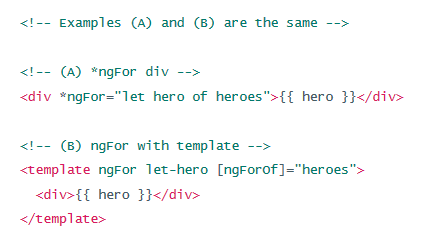 <!-- Examples (A) and (B) are the same -->
<!-- (A) *ngFor div -->
<div *ngFor="let hero of heroes">{{ hero }}</div>
<!-- (B) ngFor with template -->
<template ngFor let-hero [ngForOf]="heroes">
  <div>{{ hero }}</div>
</template>